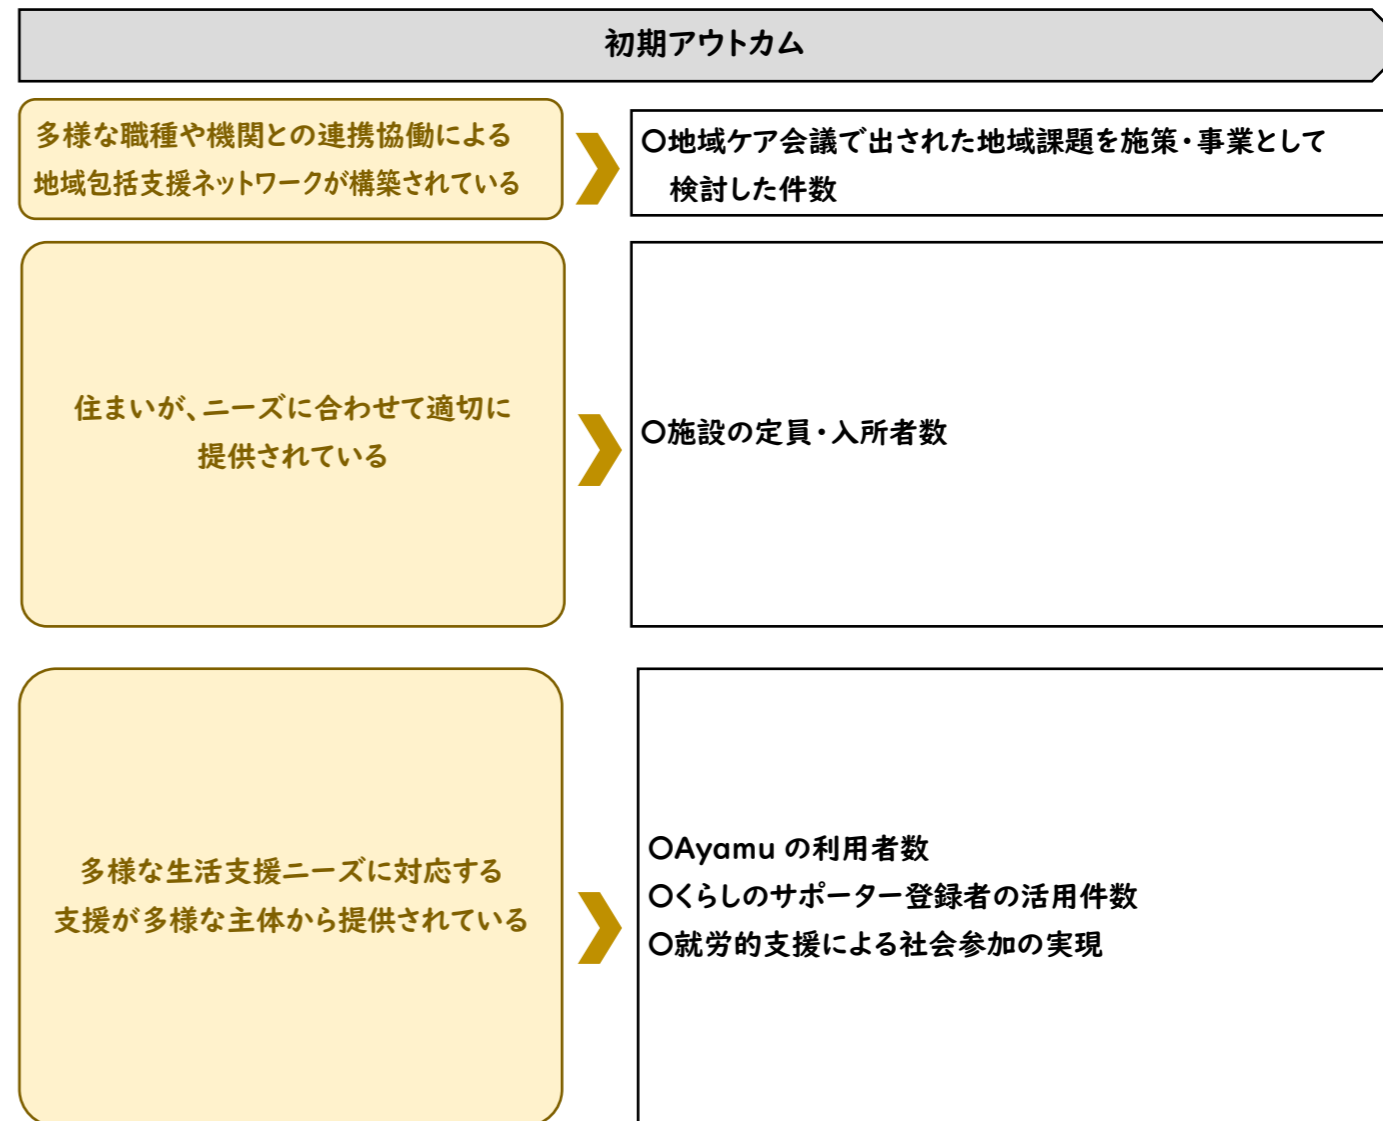 初期アウトカム
多様な職種や機関との連携協働による
地域包括支援ネットワークが構築されている
〇地域ケア会議で出された地域課題を施策・事業として
検討した件数
住まいが、ニーズに合わせて適切に
提供されている
〇施設の定員・入所者数
多様な生活支援ニーズに対応する
支援が多様な主体から提供されている
〇Ayamu の利用者数
〇くらしのサポーター登録者の活用件数
〇就労的支援による社会参加の実現